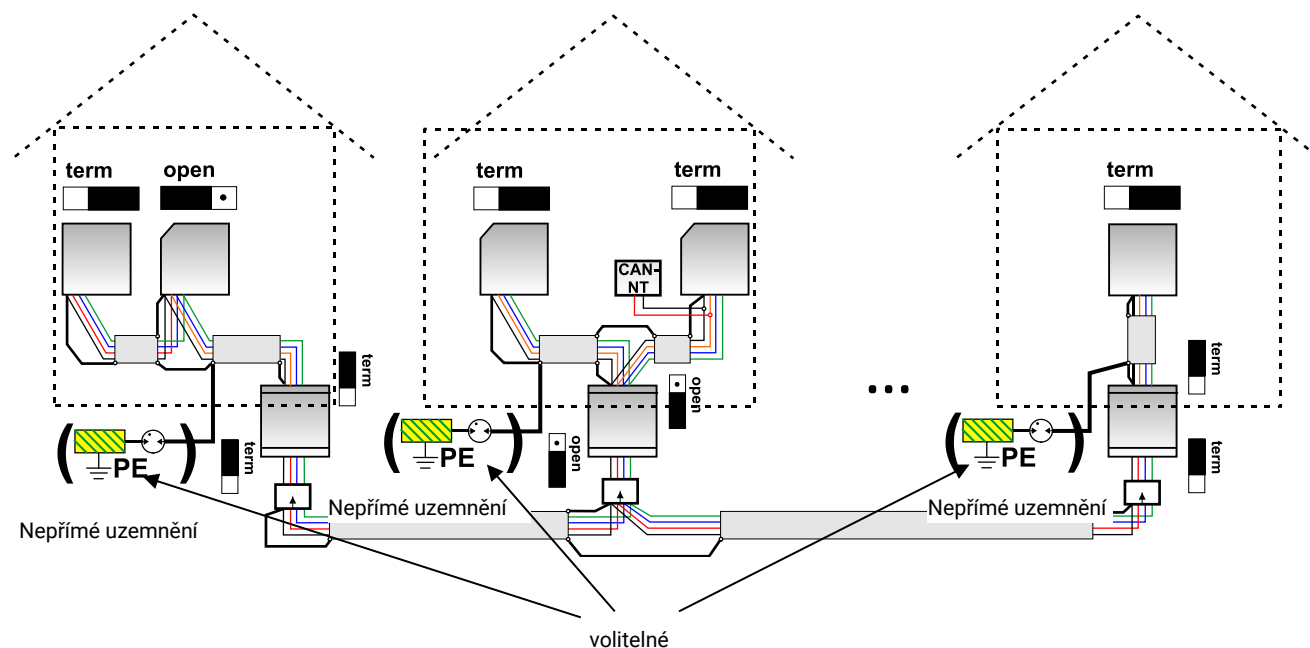 term
open
term
term
term
CAN-
NT
term
open
term
...
PE
term
open
PE
PE
term
Nepřímé uzemnění
Nepřímé uzemnění
Nepřímé uzemnění
volitelné